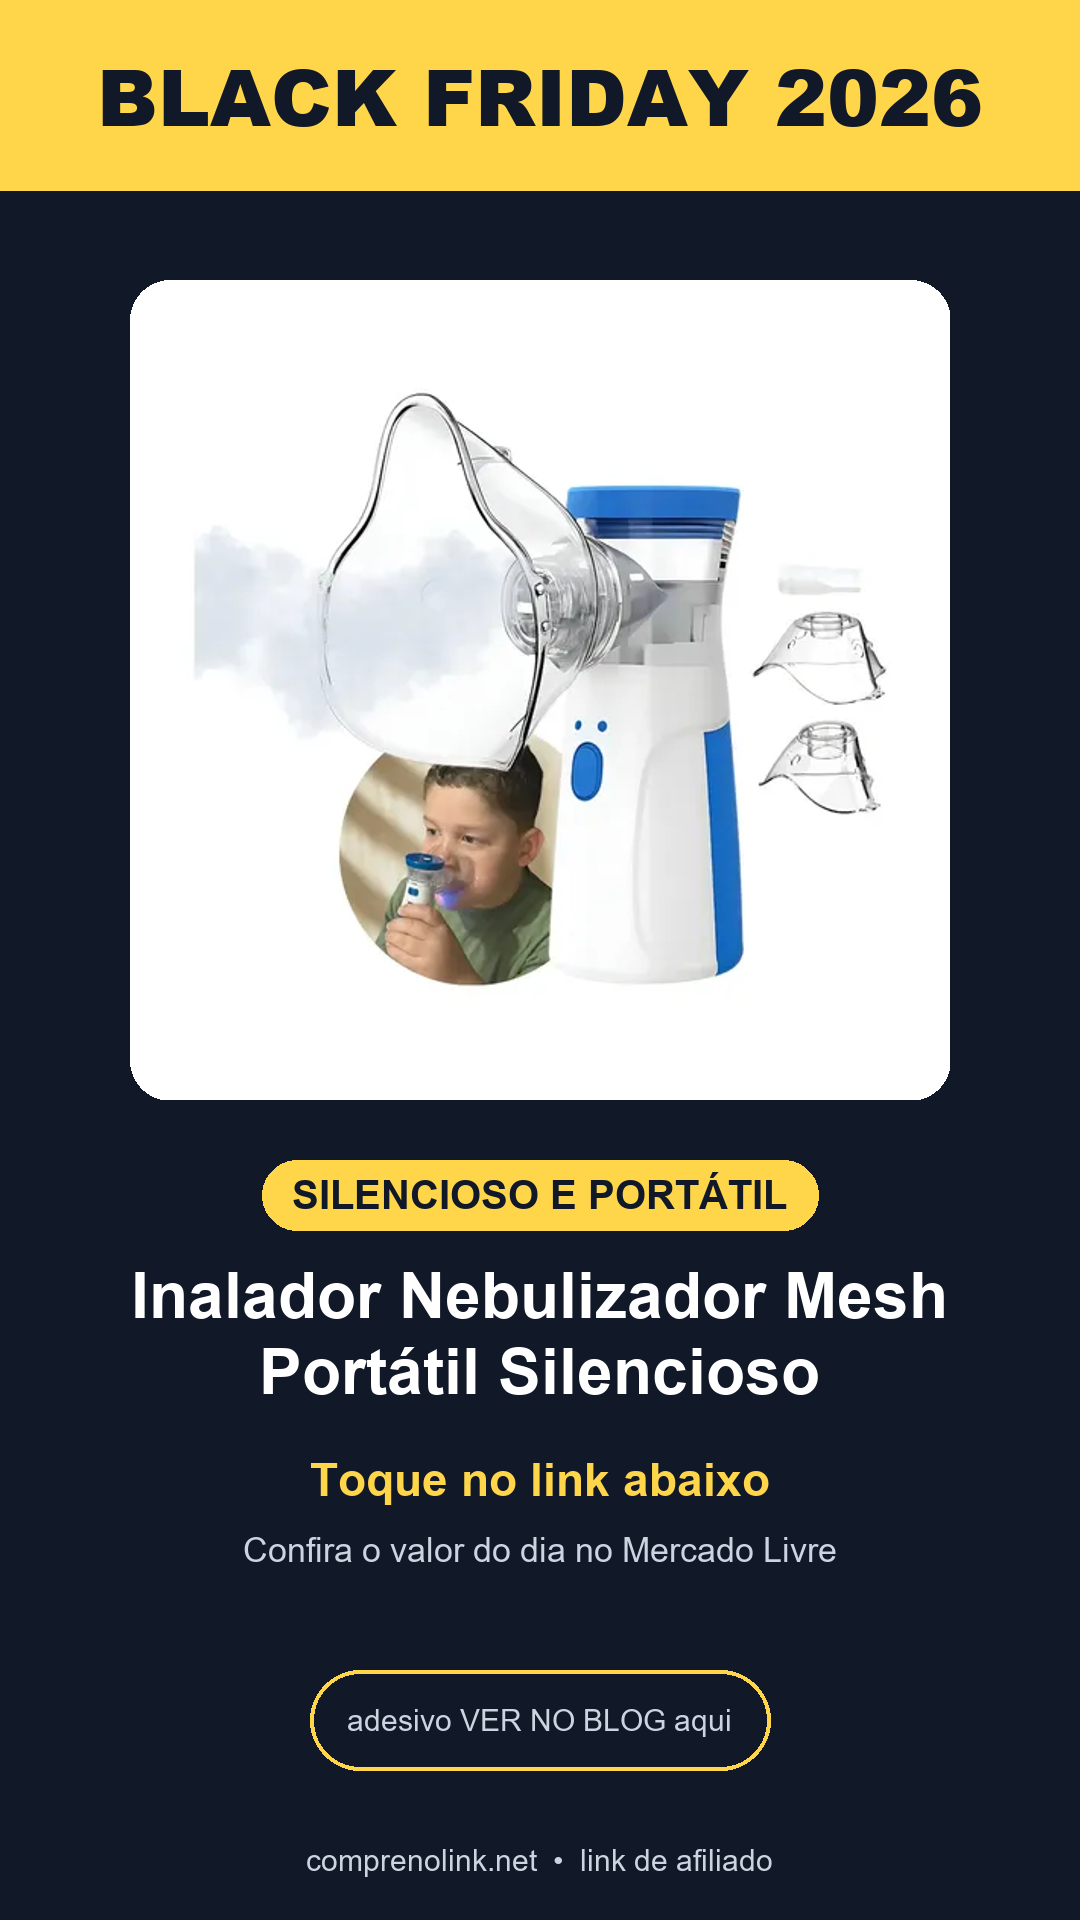 BLACK FRIDAY 2026
SILENCIOSO E PORTÁTIL
Inalador Nebulizador Mesh
Portátil Silencioso
Toque no link abaixo
Confira o valor do dia no Mercado Livre
adesivo VER NO BLOG aqui
comprenolink.net • link de afiliado